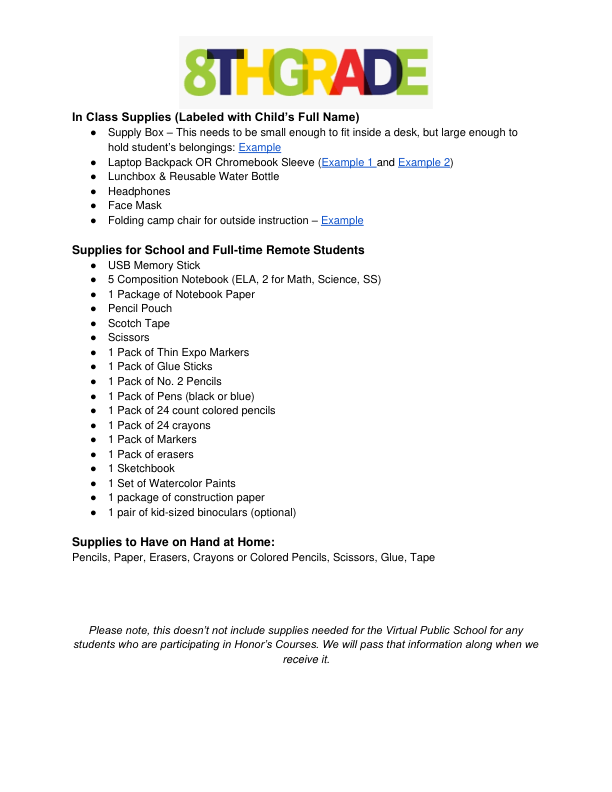 8THGRADE
In Class Supplies (Labeled with Child's Full Name)
● Supply Box – This needs to be small enough to fit inside a desk, but large enough to
hold student's belongings: Example
● Laptop Backpack OR Chromebook Sleeve (Example 1 and Example 2)
● Lunchbox & Reusable Water Bottle
● Headphones
● Face Mask
● Folding camp chair for outside instruction – Example
Supplies for School and Full-time Remote Students
● USB Memory Stick
● 5 Composition Notebook (ELA, 2 for Math, Science, SS)
● 1 Package of Notebook Paper
● Pencil Pouch
● Scotch Tape
● Scissors
● 1 Pack of Thin Expo Markers
● 1 Pack of Glue Sticks
● 1 Pack of No. 2 Pencils
● 1 Pack of Pens (black or blue)
● 1 Pack of 24 count colored pencils
● 1 Pack of 24 crayons
● 1 Pack of Markers
● 1 Pack of erasers
● 1 Sketchbook
● 1 Set of Watercolor Paints
● 1 package of construction paper
● 1 pair of kid-sized binoculars (optional)
Supplies to Have on Hand at Home:
Pencils, Paper, Erasers, Crayons or Colored Pencils, Scissors, Glue, Tape
Please note, this doesn't not include supplies needed for the Virtual Public School for any
students who are participating in Honor's Courses. We will pass that information along when we
receive it.